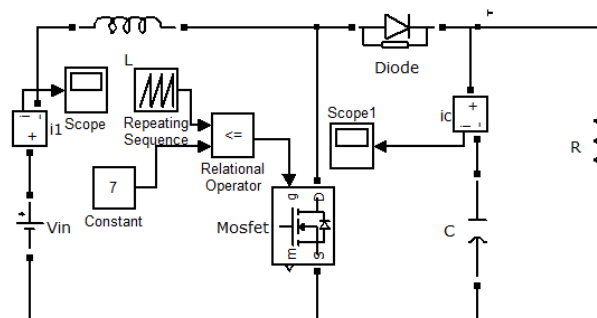 Diode
L
Scope
i
+
i1
Repeating
Sequence
<=
Relational
Operator
Scope1
+
i
ic
R
7
Constant
g
D
m
S
Mosfet
Vin
+
C